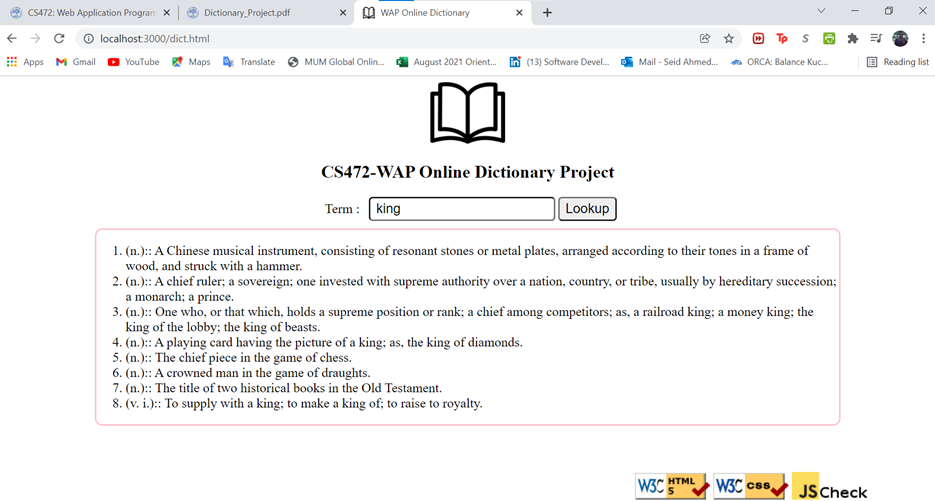 CS472: Web Application Program
Dictionary_Project.pdf
WAP Online Dictionary
localhost:3000/dict.html
Apps
Gmail
YouTube
Maps
Translate
MUM Global Onlin...
August 2021 Orient...
(13) Software Devel...
Mail - Seid Ahmed...
ORCA: Balance Kuc...
Reading list
CS472-WAP Online Dictionary Project
Term : king Lookup
1. (n.):: A Chinese musical instrument, consisting of resonant stones or metal plates, arranged according to their tones in a frame of
wood, and struck with a hammer.
2. (n.):: A chief ruler; a sovereign; one invested with supreme authority over a nation, country, or tribe, usually by hereditary succession;
a monarch; a prince.
3. (n.):: One who, or that which, holds a supreme position or rank; a chief among competitors; as, a railroad king; a money king; the
king of the lobby; the king of beasts.
4. (n.):: A playing card having the picture of a king; as, the king of diamonds.
5. (n.):: The chief piece in the game of chess.
6. (n.):: A crowned man in the game of draughts.
7. (n.):: The title of two historical books in the Old Testament.
8. (v. i.):: To supply with a king; to make a king of; to raise to royalty.
W3C HTML 5
W3C css
JS Check